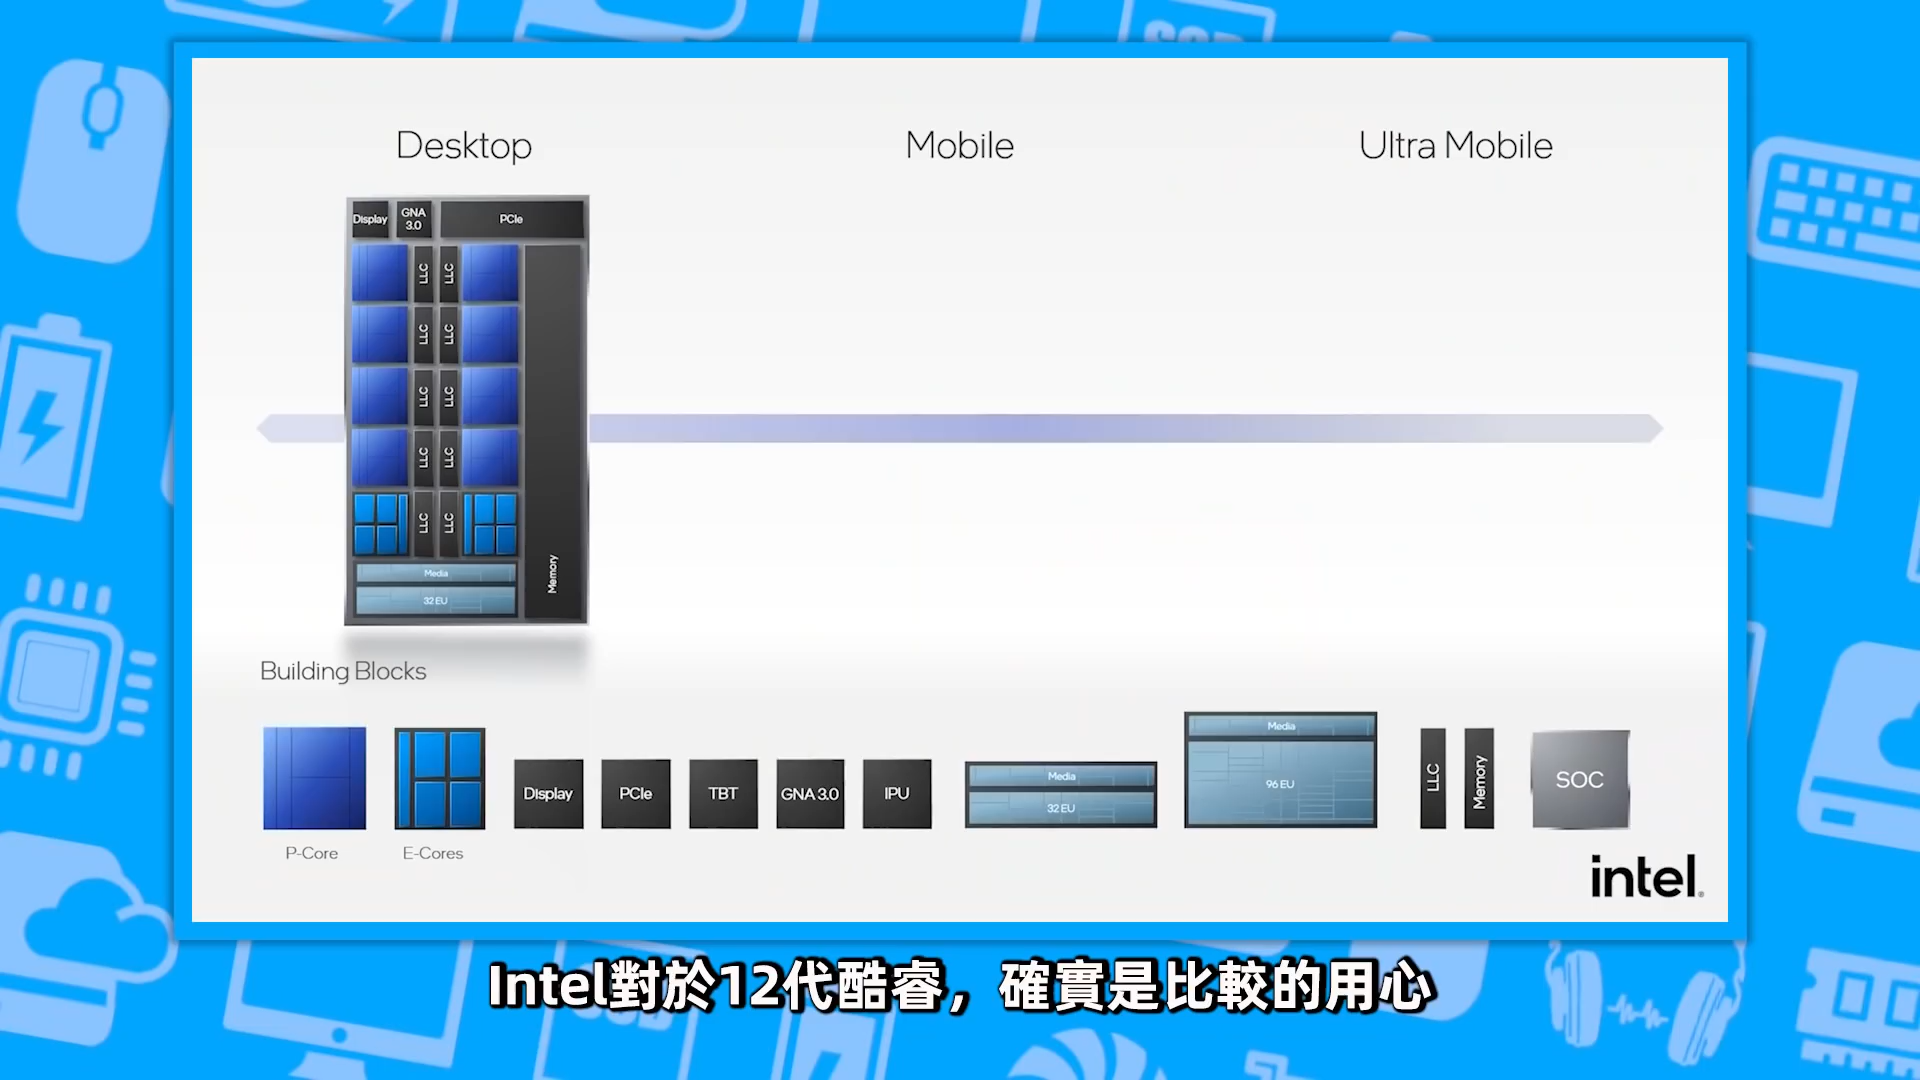 Desktop
Mobile
Ultra Mobile
Display
GNA 3.0
PCIe
LLC
LLC
LLC
LLC
LLC
LLC
LLC
LLC
LLC
LLC
Memory
Media
32 EU
Building Blocks
P-Core
E-Cores
Display
PCIe
TBT
GNA 3.0
IPU
Media
32 EU
Media
96 EU
LLC
Memory
SOC
intel.
Intel對於12代酷睿，確實是比較的用心